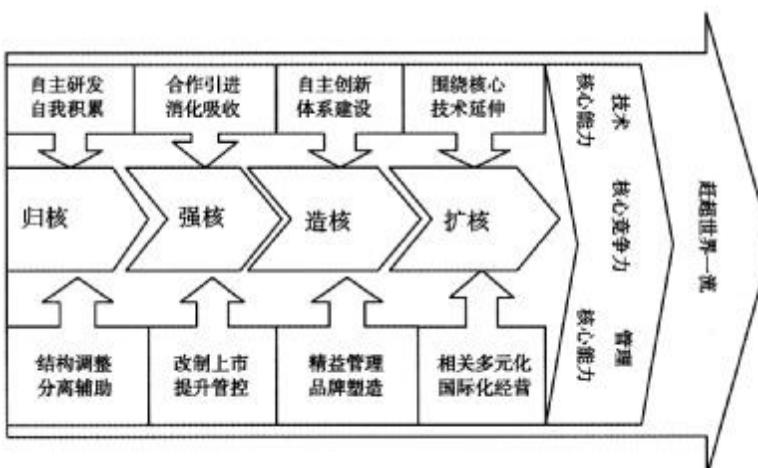 自主研发
自我积累
合作引进
消化吸收
自主创新
体系建设
围绕核心
技术延伸
技术
核心能力
归核
强核
造核
扩核
核心竞争力
赶超世界一流
结构调整
分离辅助
改制上市
提升管控
精益管理
品牌塑造
相关多元化
国际化经营
管理
核心能力